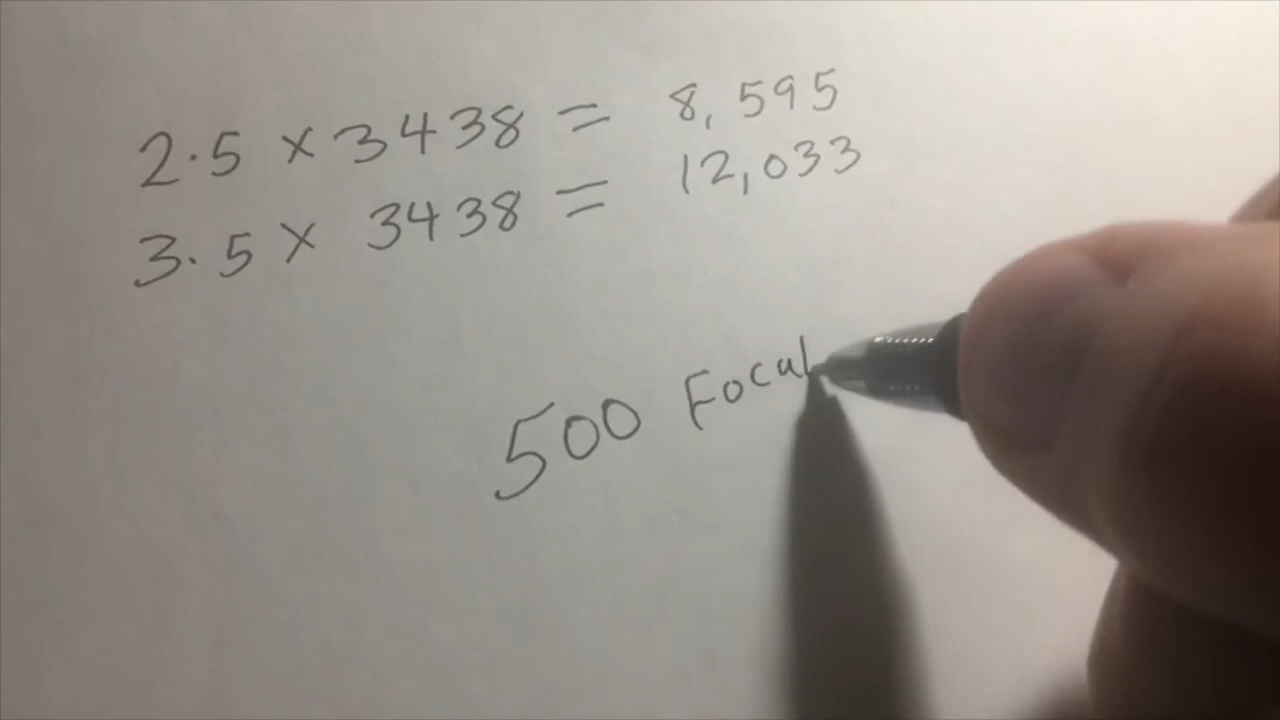 2.5 x 3438 = 8,595
3.5 x 3438 = 12,033
500 Focal